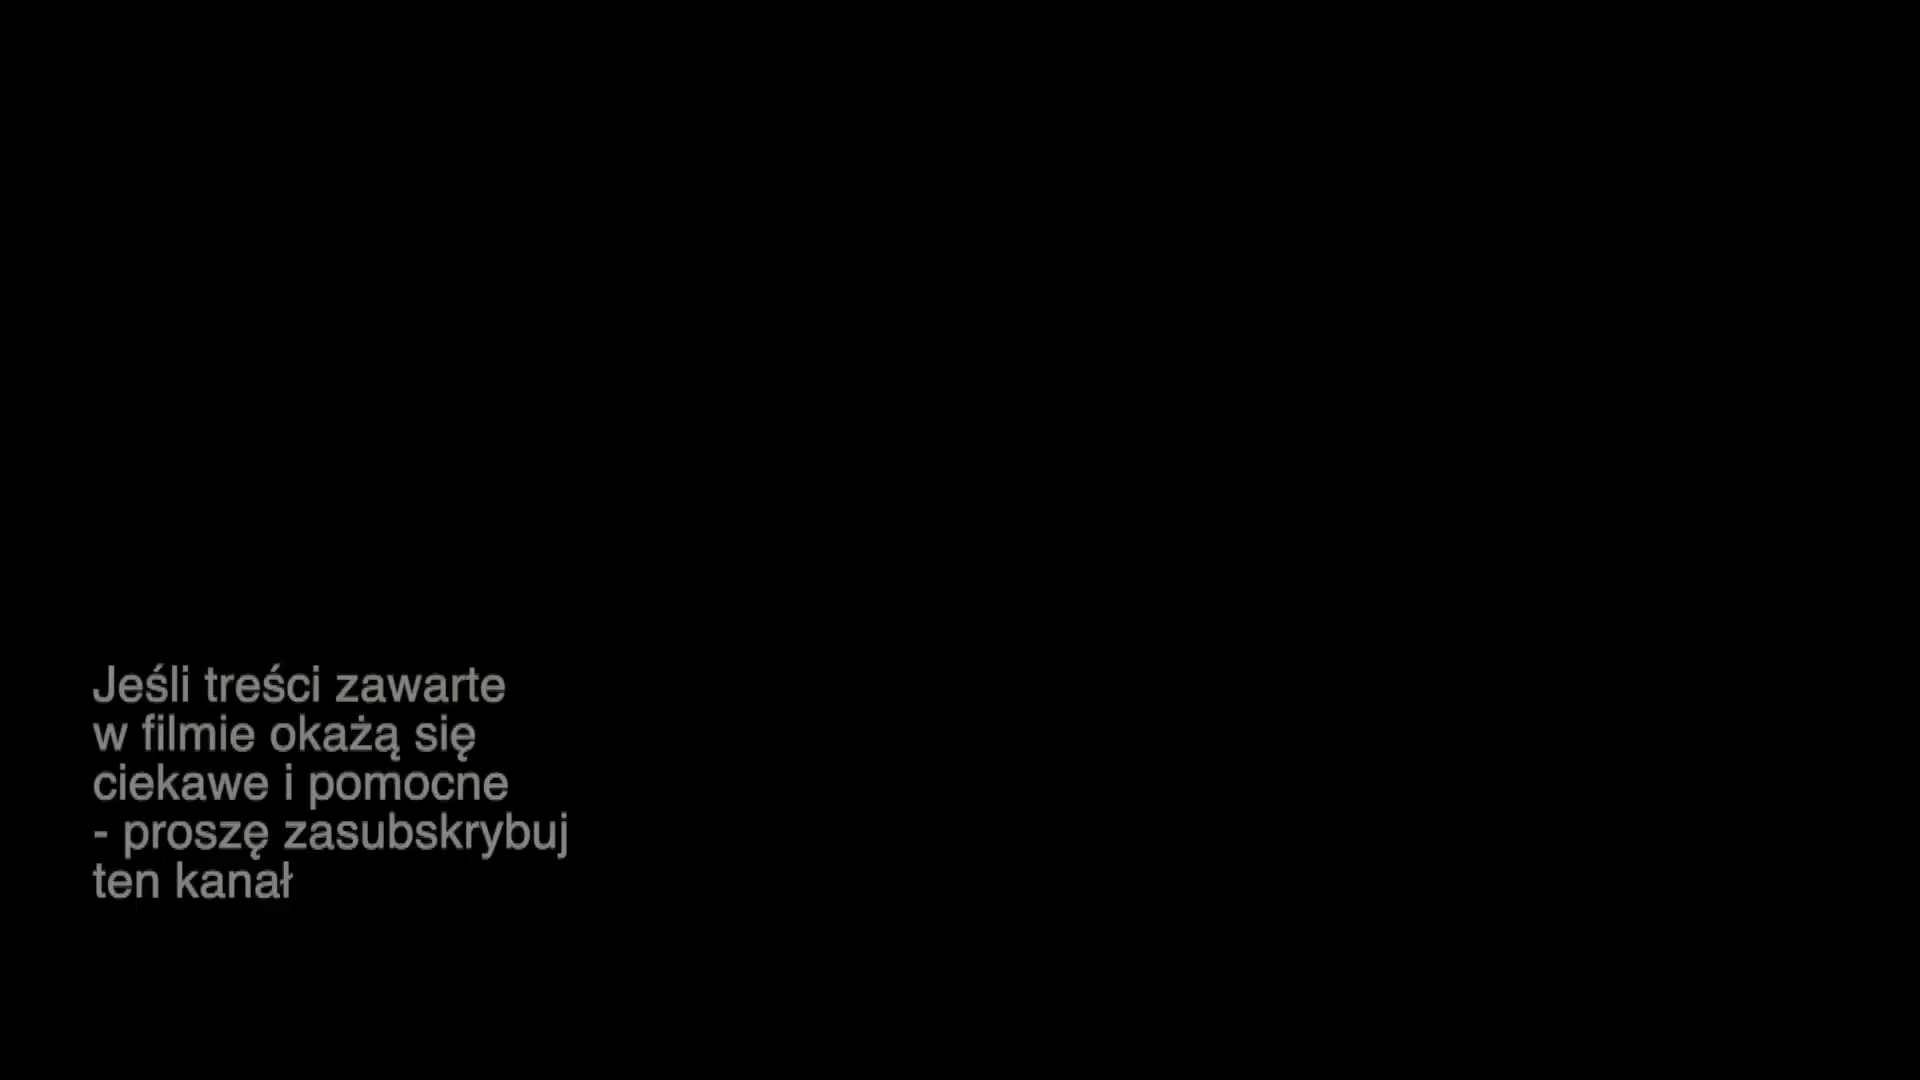 Jeśli treści zawarte
w filmie okażą się
ciekawe i pomocne
- proszę zasubskrybuj
ten kanał